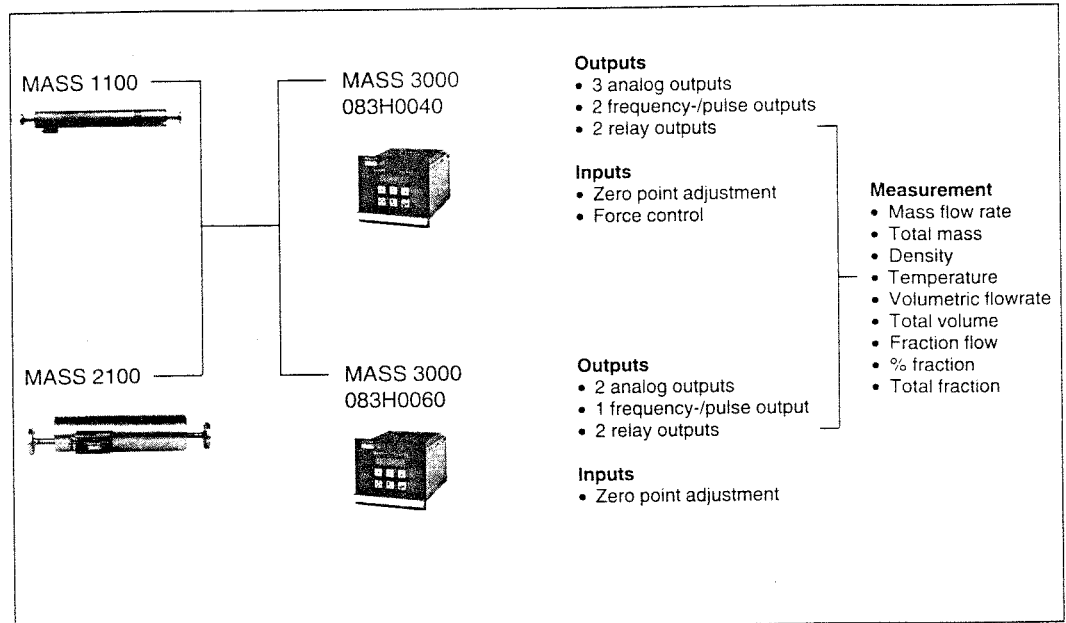 MASS 1100
MASS 3000
083H0040
Outputs
• 3 analog outputs
• 2 frequency-/pulse outputs
• 2 relay outputs
Inputs
• Zero point adjustment
• Force control
Measurement
• Mass flow rate
• Total mass
• Density
• Temperature
• Volumetric flowrate
• Total volume
• Fraction flow
• % fraction
• Total fraction
MASS 2100
MASS 3000
083H0060
Outputs
• 2 analog outputs
• 1 frequency-/pulse output
• 2 relay outputs
Inputs
• Zero point adjustment